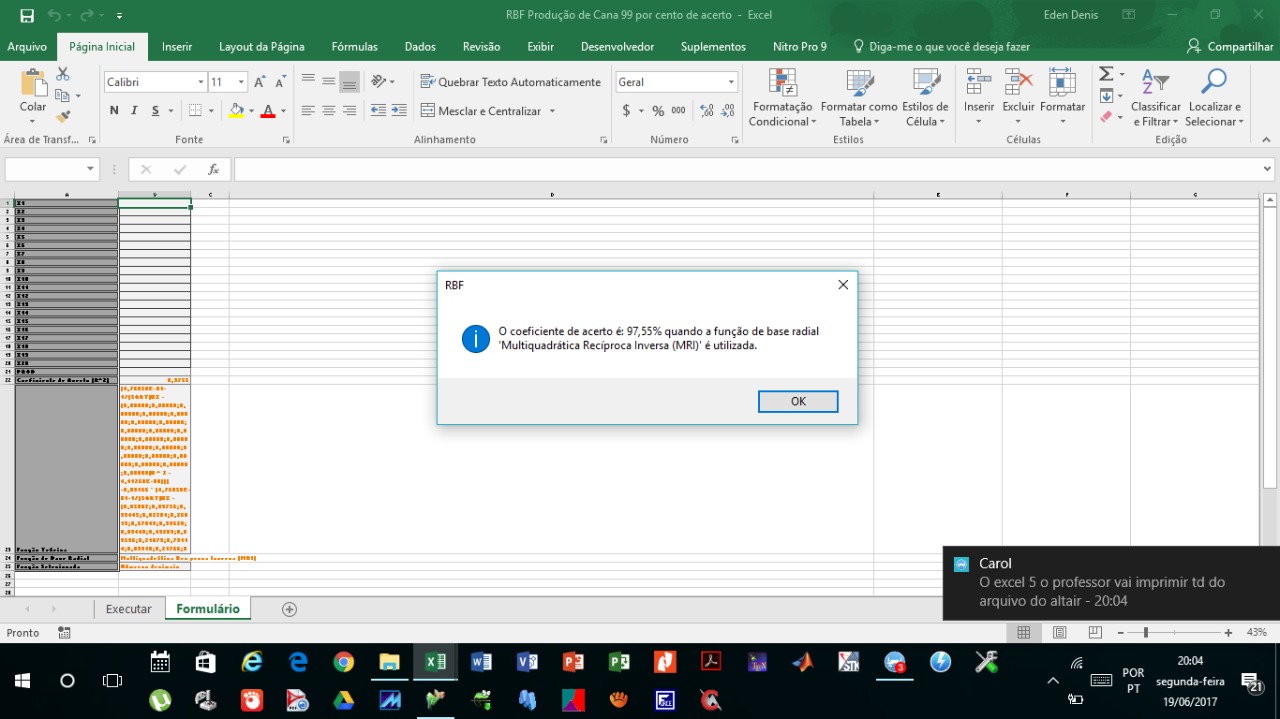 RBF Produção de Cana 99 por cento de acerto - Excel
Eden Denis
Arquivo
Página Inicial
Inserir
Layout da Página
Fórmulas
Dados
Revisão
Exibir
Desenvolvedor
Suplementos
Nitro Pro 9
Diga-me o que você deseja fazer
Compartilhar
Colar
Calibri
11
N I S
Quebrar Texto Automaticamente
Mesclar e Centralizar
Geral
$ % 000
Formatação Condicional
Formatar como Tabela
Estilos de Célula
Inserir
Excluir
Formatar
Classificar e Filtrar
Localizar e Selecionar
Área de Transf...
Fonte
Alinhamento
Número
Estilos
Células
Edição
fx
X1
X2
X3
X4
X5
X6
X7
X8
X9
X10
X11
X12
X13
X14
X15
X16
X17
X18
X19
X20
PROD
Coeficiente de Acerto (R^2)
0,9755
Função Teórica
Função de Base Radial
Função Selecionada
RBF
O coeficiente de acerto é: 97,55% quando a função de base radial
'Multiquadrática Recíproca Inversa (MRI)' é utilizada.
OK
Carol
O excel 5 o professor vai imprimir td do
arquivo do altair - 20:04
Executar
Formulário
Pronto
43%
20:04
POR
PT
segunda-feira
19/06/2017
21
3